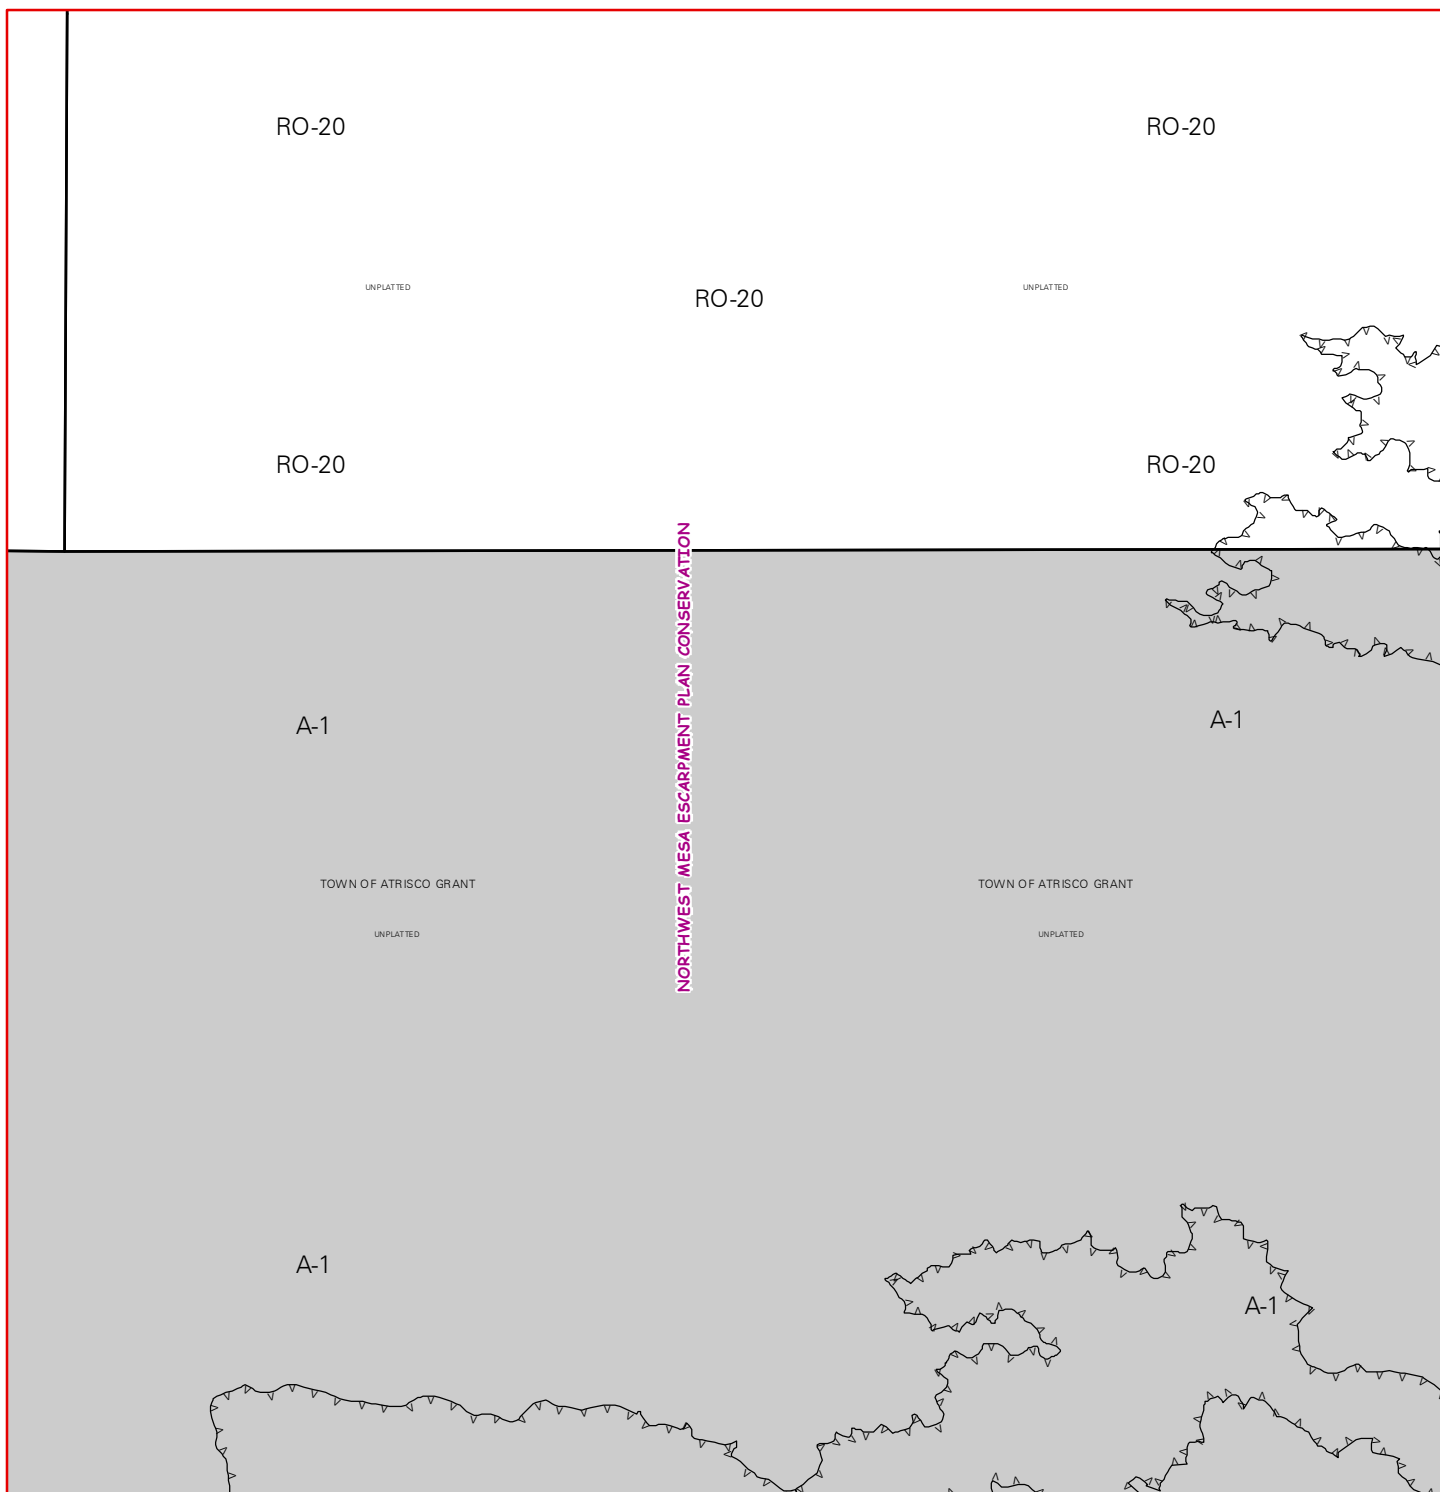 RO-20
RO-20
UNPLATTED
RO-20
UNPLATTED
RO-20
RO-20
NORTHWEST MESA ESCARPMENT PLAN CONSERVATION
A-1
A-1
TOWN OF ATRISCO GRANT
TOWN OF ATRISCO GRANT
UNPLATTED
UNPLATTED
A-1
A-1